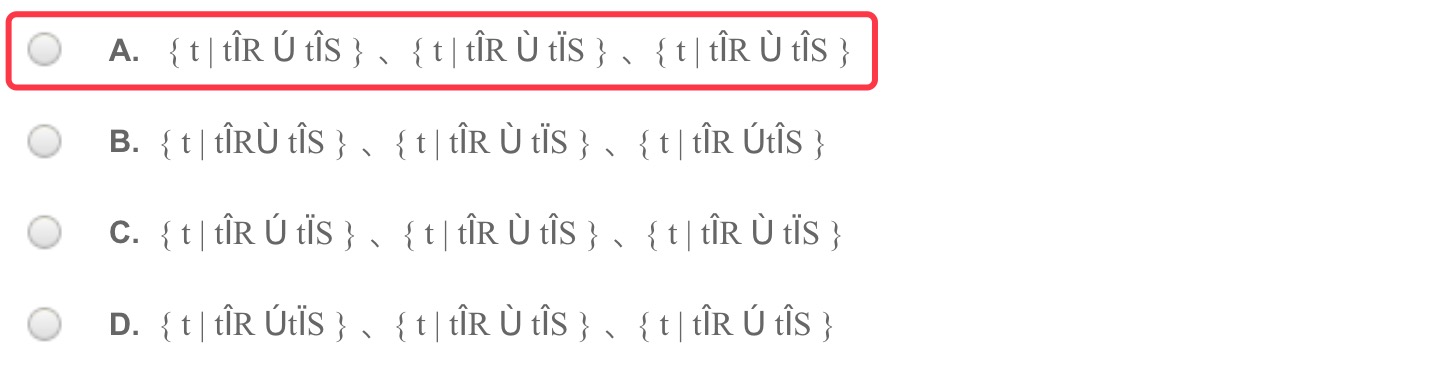 A. { t | tÎR Ú tÎS } 、{ t | tÎR Ù tÏS } 、{ t | tÎR Ù tÎS }
B. { t | tÎRÙ tÎS } 、{ t | tÎR Ù tÏS } 、{ t | tÎR ÚtÎS }
C. { t | tÎR Ú tÏS } 、{ t | tÎR Ù tÎS } 、{ t | tÎR Ù tÏS }
D. { t | tÎR ÚtÏS } 、{ t | tÎR Ù tÎS } 、{ t | tÎR Ú tÎS }